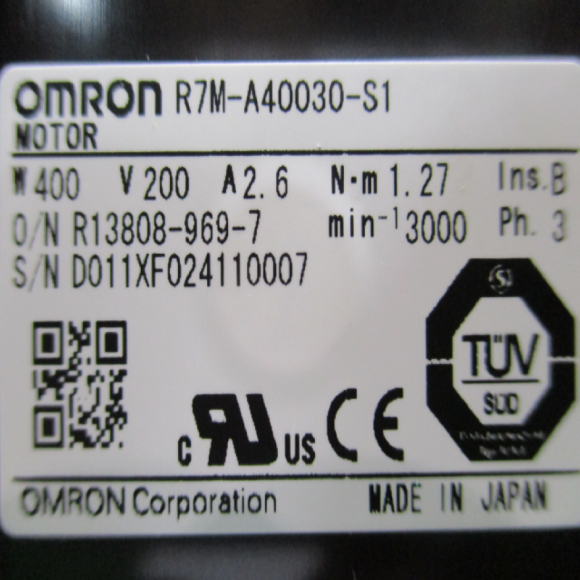 OMRON R7M-A40030-S1
MOTOR
W 400 V 200 A 2.6 N·m 1.27 Ins. B
O/N R13808-969-7 min⁻¹ 3000 Ph. 3
S/N D011XF024110007
TÜV
SÜD
c RU US CE
OMRON Corporation MADE IN JAPAN